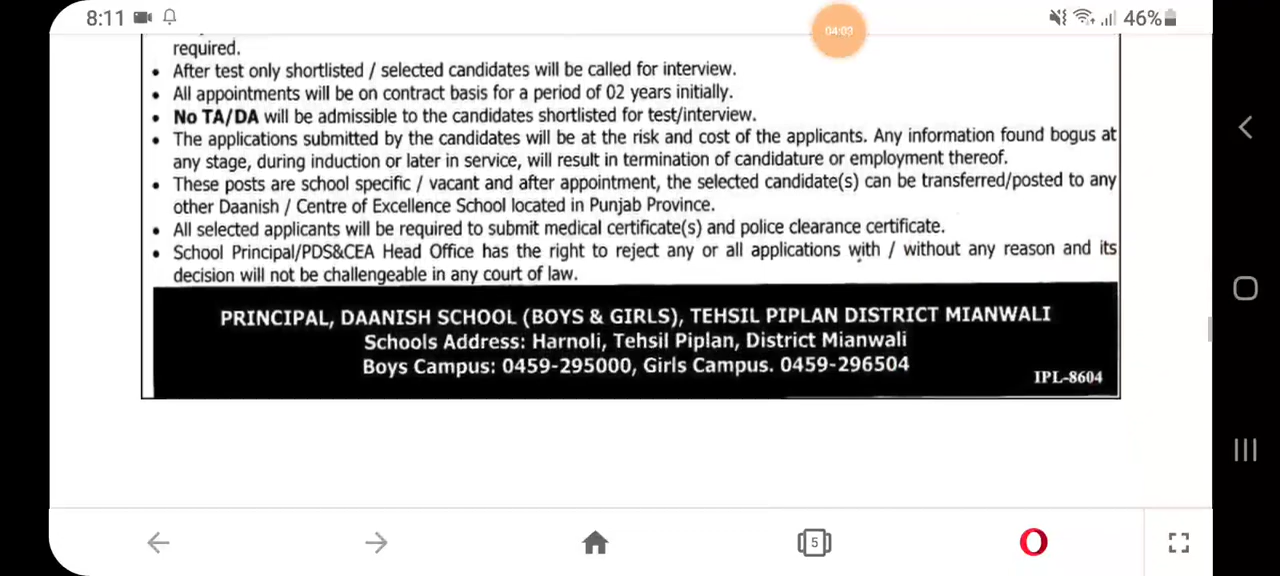 8:11
04:03
46%
required.
• After test only shortlisted / selected candidates will be called for interview.
• All appointments will be on contract basis for a period of 02 years initially.
• No TA/DA will be admissible to the candidates shortlisted for test/interview.
• The applications submitted by the candidates will be at the risk and cost of the applicants. Any information found bogus at
any stage, during induction or later in service, will result in termination of candidature or employment thereof.
• These posts are school specific / vacant and after appointment, the selected candidate(s) can be transferred/posted to any
other Daanish / Centre of Excellence School located in Punjab Province.
• All selected applicants will be required to submit medical certificate(s) and police clearance certificate.
• School Principal/PDS&CEA Head Office has the right to reject any or all applications with / without any reason and its
decision will not be challengeable in any court of law.
PRINCIPAL, DAANISH SCHOOL (BOYS & GIRLS), TEHSIL PIPLAN DISTRICT MIANWALI
Schools Address: Harnoli, Tehsil Piplan, District Mianwali
Boys Campus: 0459-295000, Girls Campus. 0459-296504
IPL-8604
5